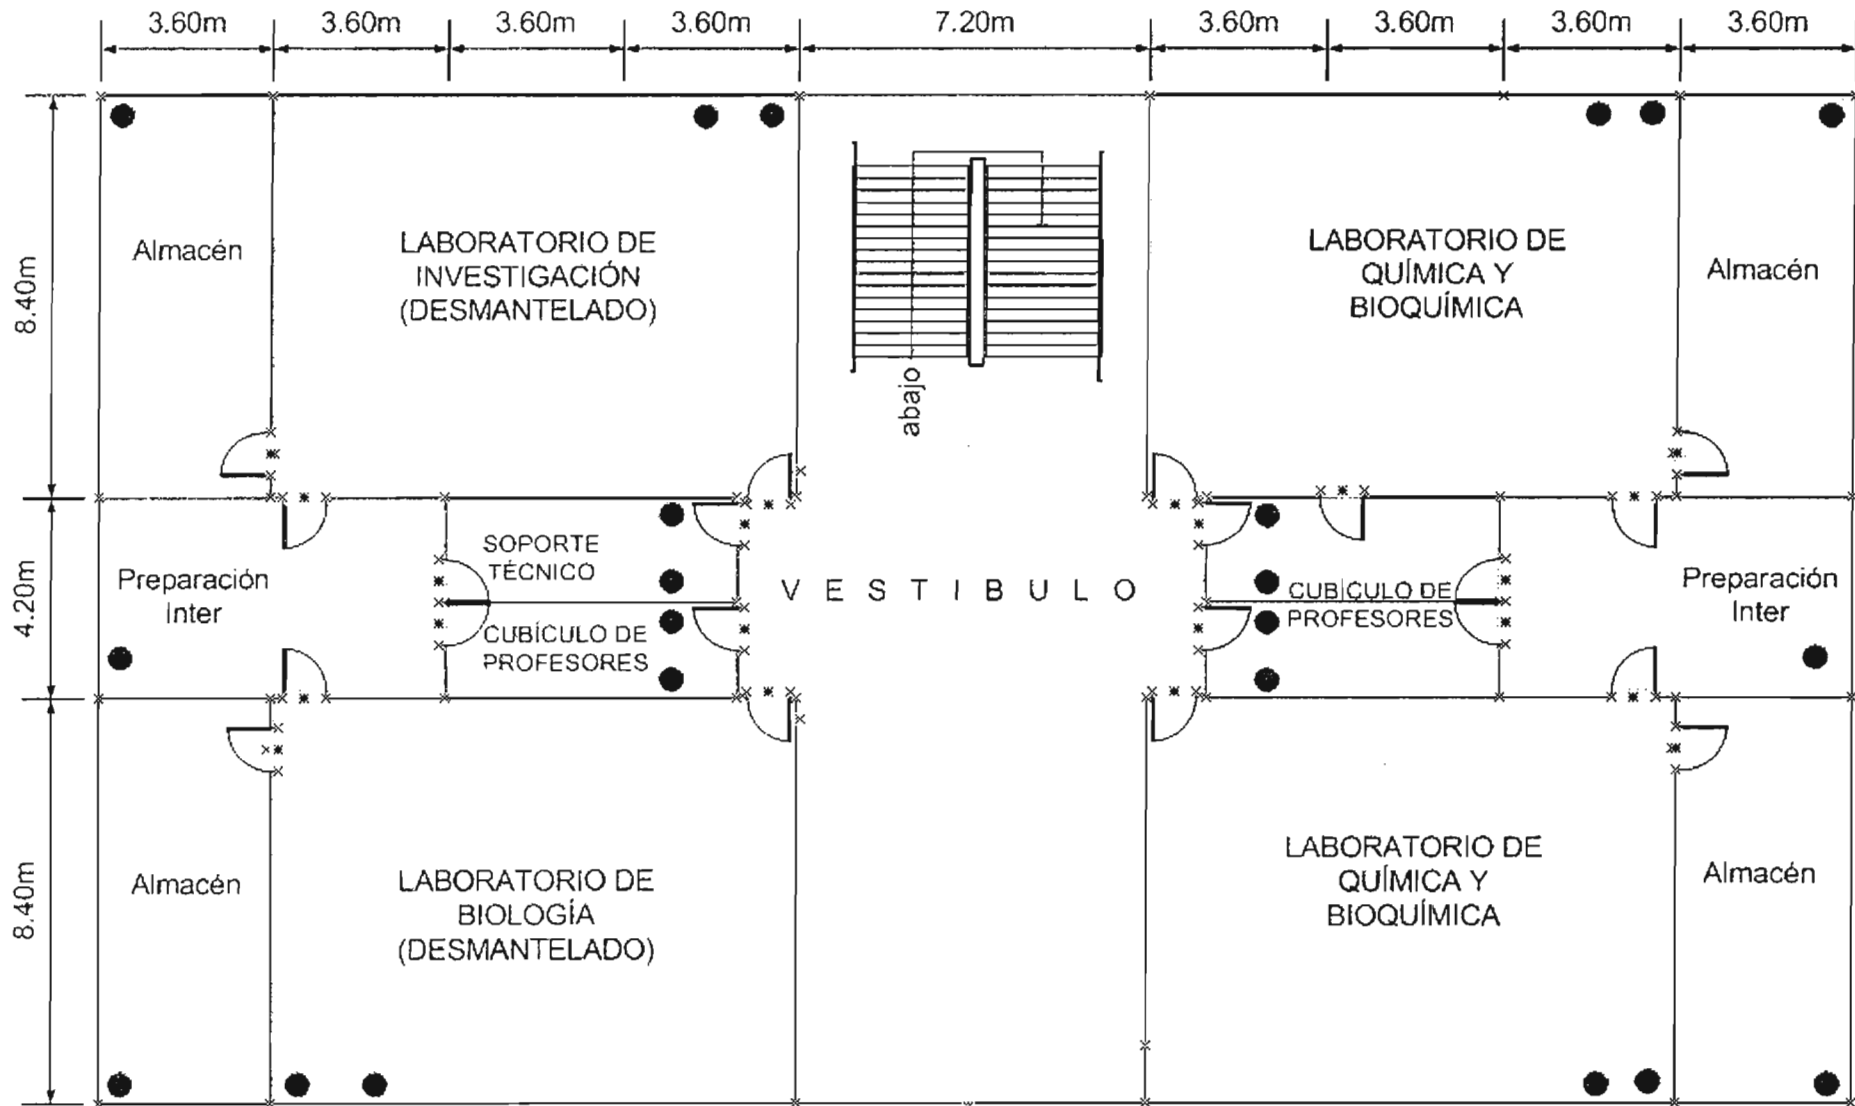 3.60m 3.60m 3.60m 3.60m 7.20m 3.60m 3.60m 3.60m 3.60m
8.40m
Almacén
LABORATORIO DE
INVESTIGACIÓN
(DESMANTELADO)
abajo
LABORATORIO DE
QUÍMICA Y
BIOQUÍMICA
Almacén
4.20m
Preparación
Inter
SOPORTE
TÉCNICO
CUBÍCULO DE
PROFESORES
V E S T I B U L O
CUBÍCULO DE
PROFESORES
Preparación
Inter
8.40m
Almacén
LABORATORIO DE
BIOLOGÍA
(DESMANTELADO)
LABORATORIO DE
QUÍMICA Y
BIOQUÍMICA
Almacén